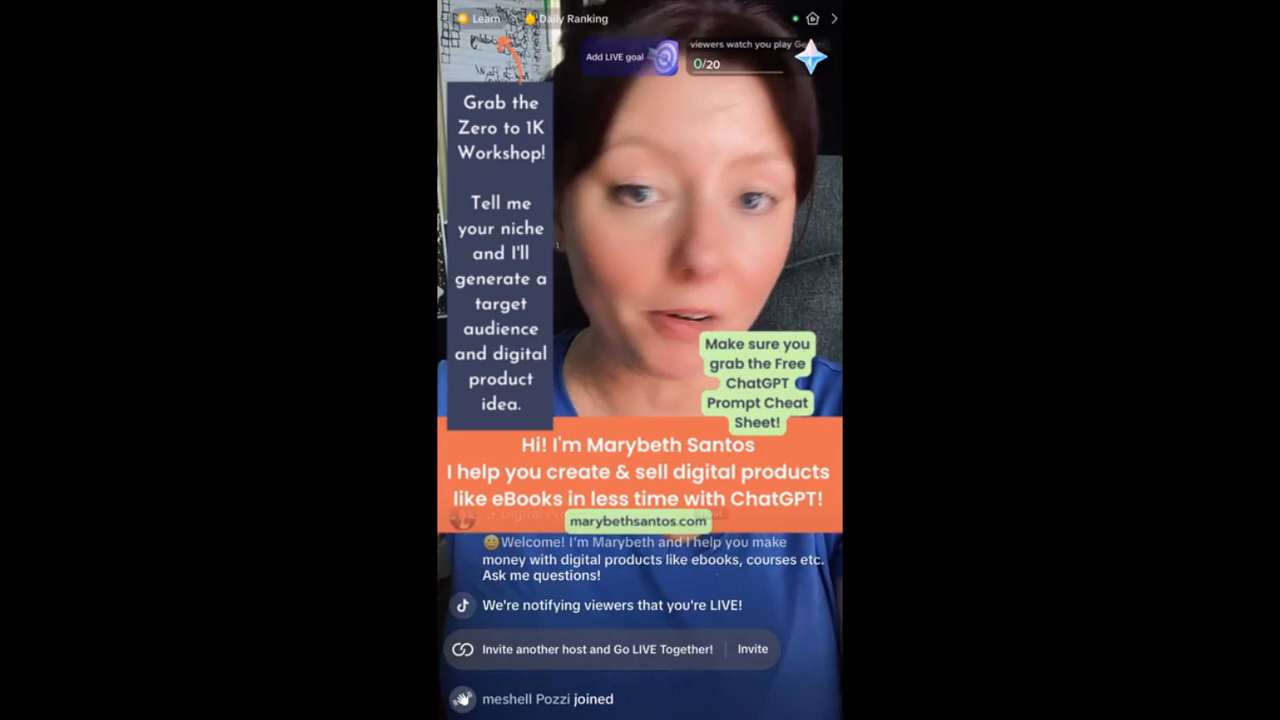 Learn
Daily Ranking
Add LIVE goal
viewers watch you play Ge
0/20
Grab the
Zero to 1K
Workshop!
Tell me
your niche
and I'll
generate a
target
audience
and digital
product
idea.
Make sure you
grab the Free
ChatGPT
Prompt Cheat
Sheet!
Hi! I'm Marybeth Santos
I help you create & sell digital products
like eBooks in less time with ChatGPT!
marybethsantos.com
Welcome! I'm Marybeth and I help you make
money with digital products like ebooks, courses etc.
Ask me questions!
We're notifying viewers that you're LIVE!
Invite another host and Go LIVE Together!
Invite
meshell Pozzi joined